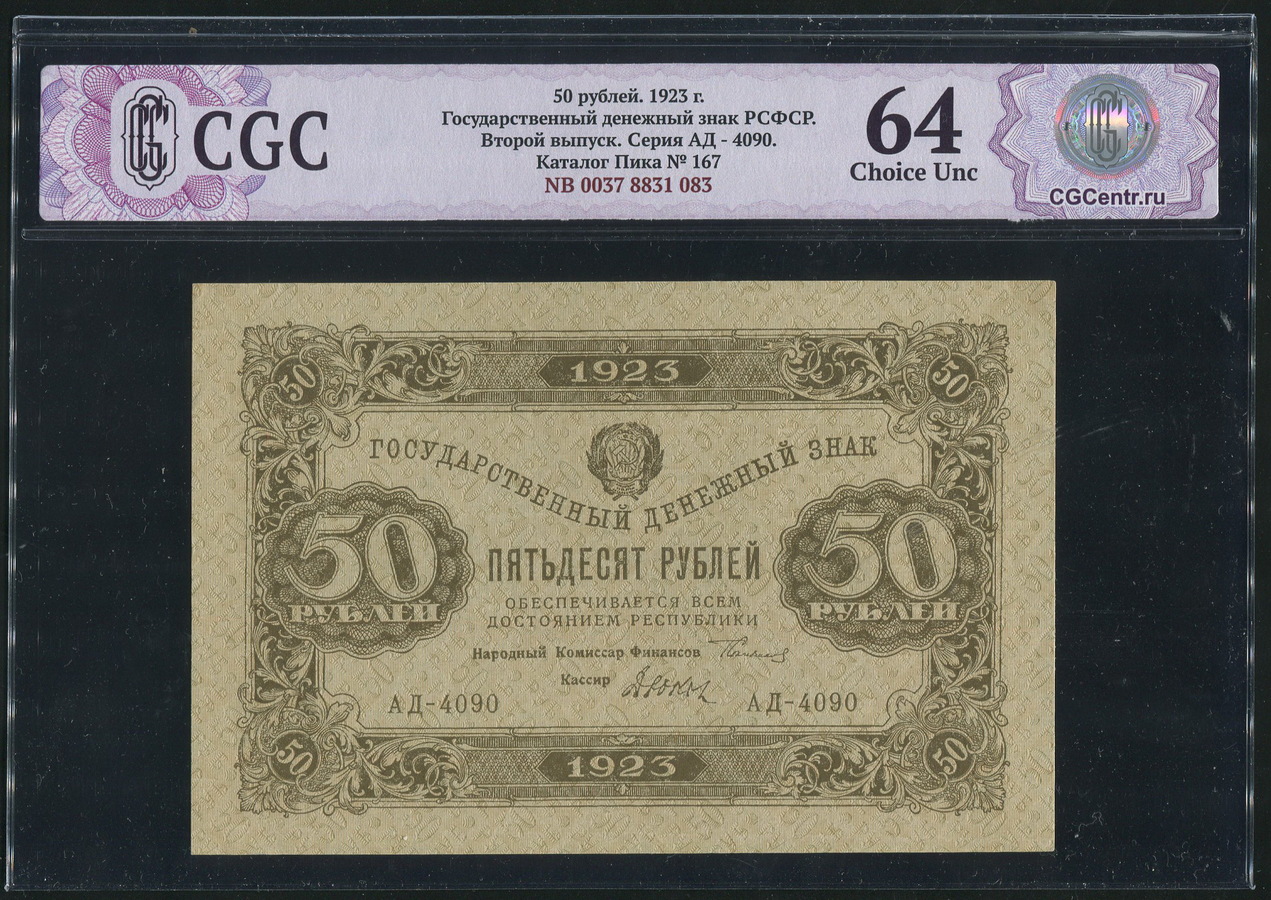 CGC
50 рублей. 1923 г.
Государственный денежный знак РСФСР.
Второй выпуск. Серия АД - 4090.
Каталог Пика № 167
NB 0037 8831 083
64
Choice Unc
CGCentr.ru
1923
50
50
ГОСУДАРСТВЕННЫЙ ДЕНЕЖНЫЙ ЗНАК
50
РУБЛЕЙ
ПЯТЬДЕСЯТ РУБЛЕЙ
50
РУБЛЕЙ
ОБЕСПЕЧИВАЕТСЯ ВСЕМ
ДОСТОЯНИЕМ РЕСПУБЛИКИ
Народный Комиссар Финансов
Кассир
АД-4090
АД-4090
50
50
1923